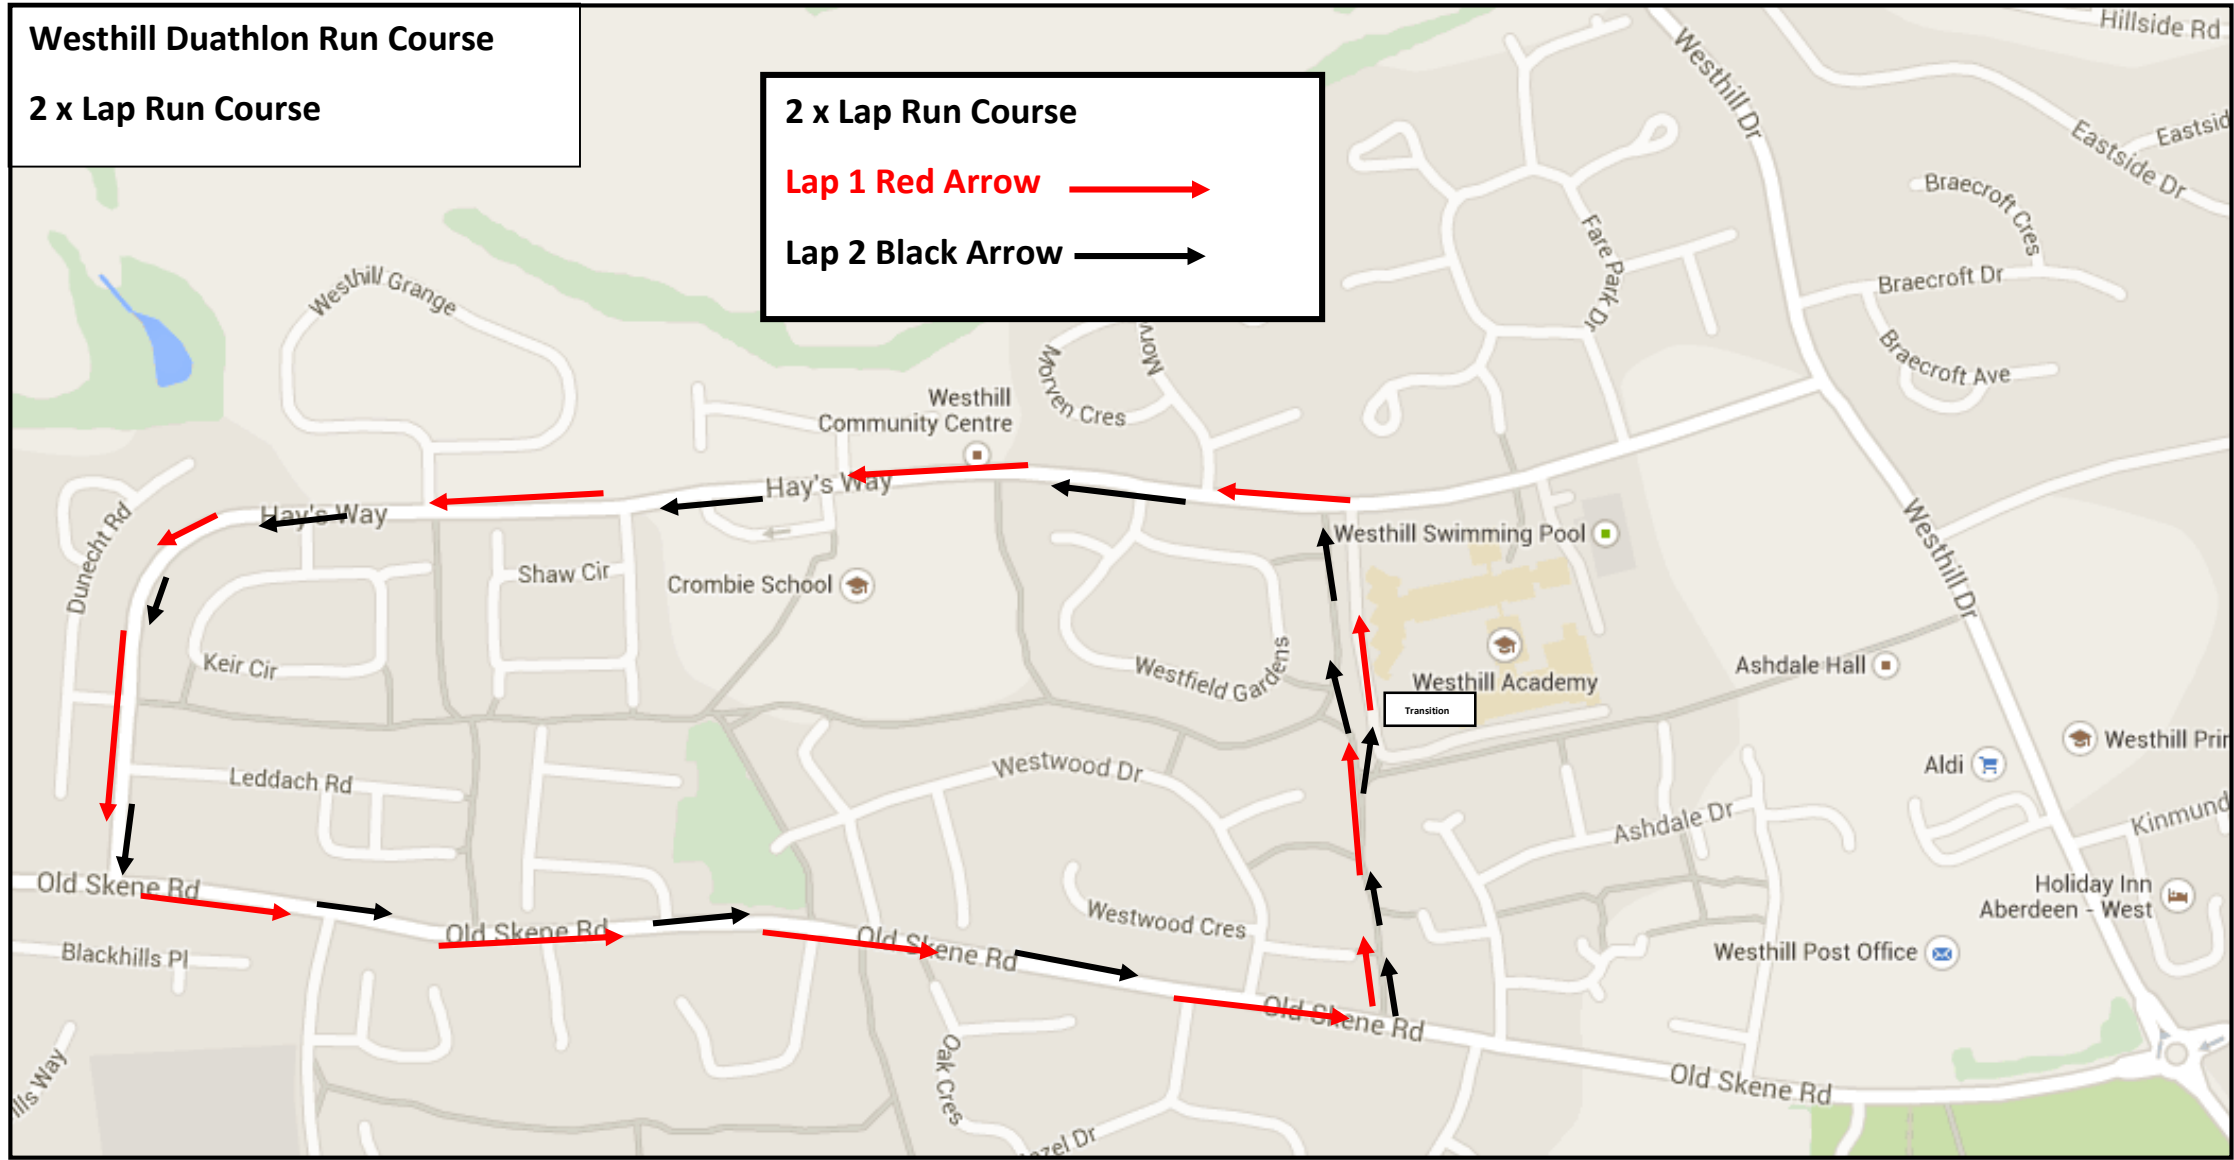 Westhill Duathlon Run Course
2 x Lap Run Course
2 x Lap Run Course
Lap 1 Red Arrow
Lap 2 Black Arrow
Hillside Rd
Westhill Dr
Eastside Dr
Braecroft Cres
Fare Park Dr
Braecroft Dr
Braecroft Ave
Westhill Grange
Morven Cres
Westhill
Community Centre
Hay's Way
Hay's Way
Dunecht Rd
Shaw Cir
Crombie School
Westhill Swimming Pool
Westhill Dr
Keir Cir
Westfield Gardens
Westhill Academy
Ashdale Hall
Transition
Westhill
Aldi
Leddach Rd
Westwood Dr
Ashdale Dr
Old Skene Rd
Westwood Cres
Holiday Inn
Aberdeen - West
Old Skene Rd
Old Skene Rd
Blackhills Pl
Westhill Post Office
Old Skene Rd
Old Skene Rd
Oak Cres
Way
Dr